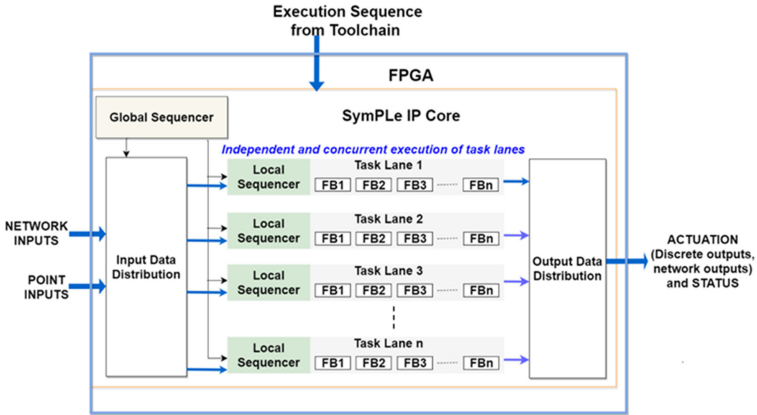 Execution Sequence
from Toolchain
FPGA
SymPLe IP Core
Global Sequencer
Independent and concurrent execution of task lanes
Local
Sequencer
Task Lane 1
FB1 FB2 FB3 FBn
Local
Sequencer
Task Lane 2
FB1 FB2 FB3 FBn
NETWORK
INPUTS
Input Data
Distribution
POINT
INPUTS
Local
Sequencer
Task Lane 3
FB1 FB2 FB3 FBn
Local
Sequencer
Task Lane n
FB1 FB2 FB3 FBn
Output Data
Distribution
ACTUATION
(Discrete outputs,
network outputs)
and STATUS